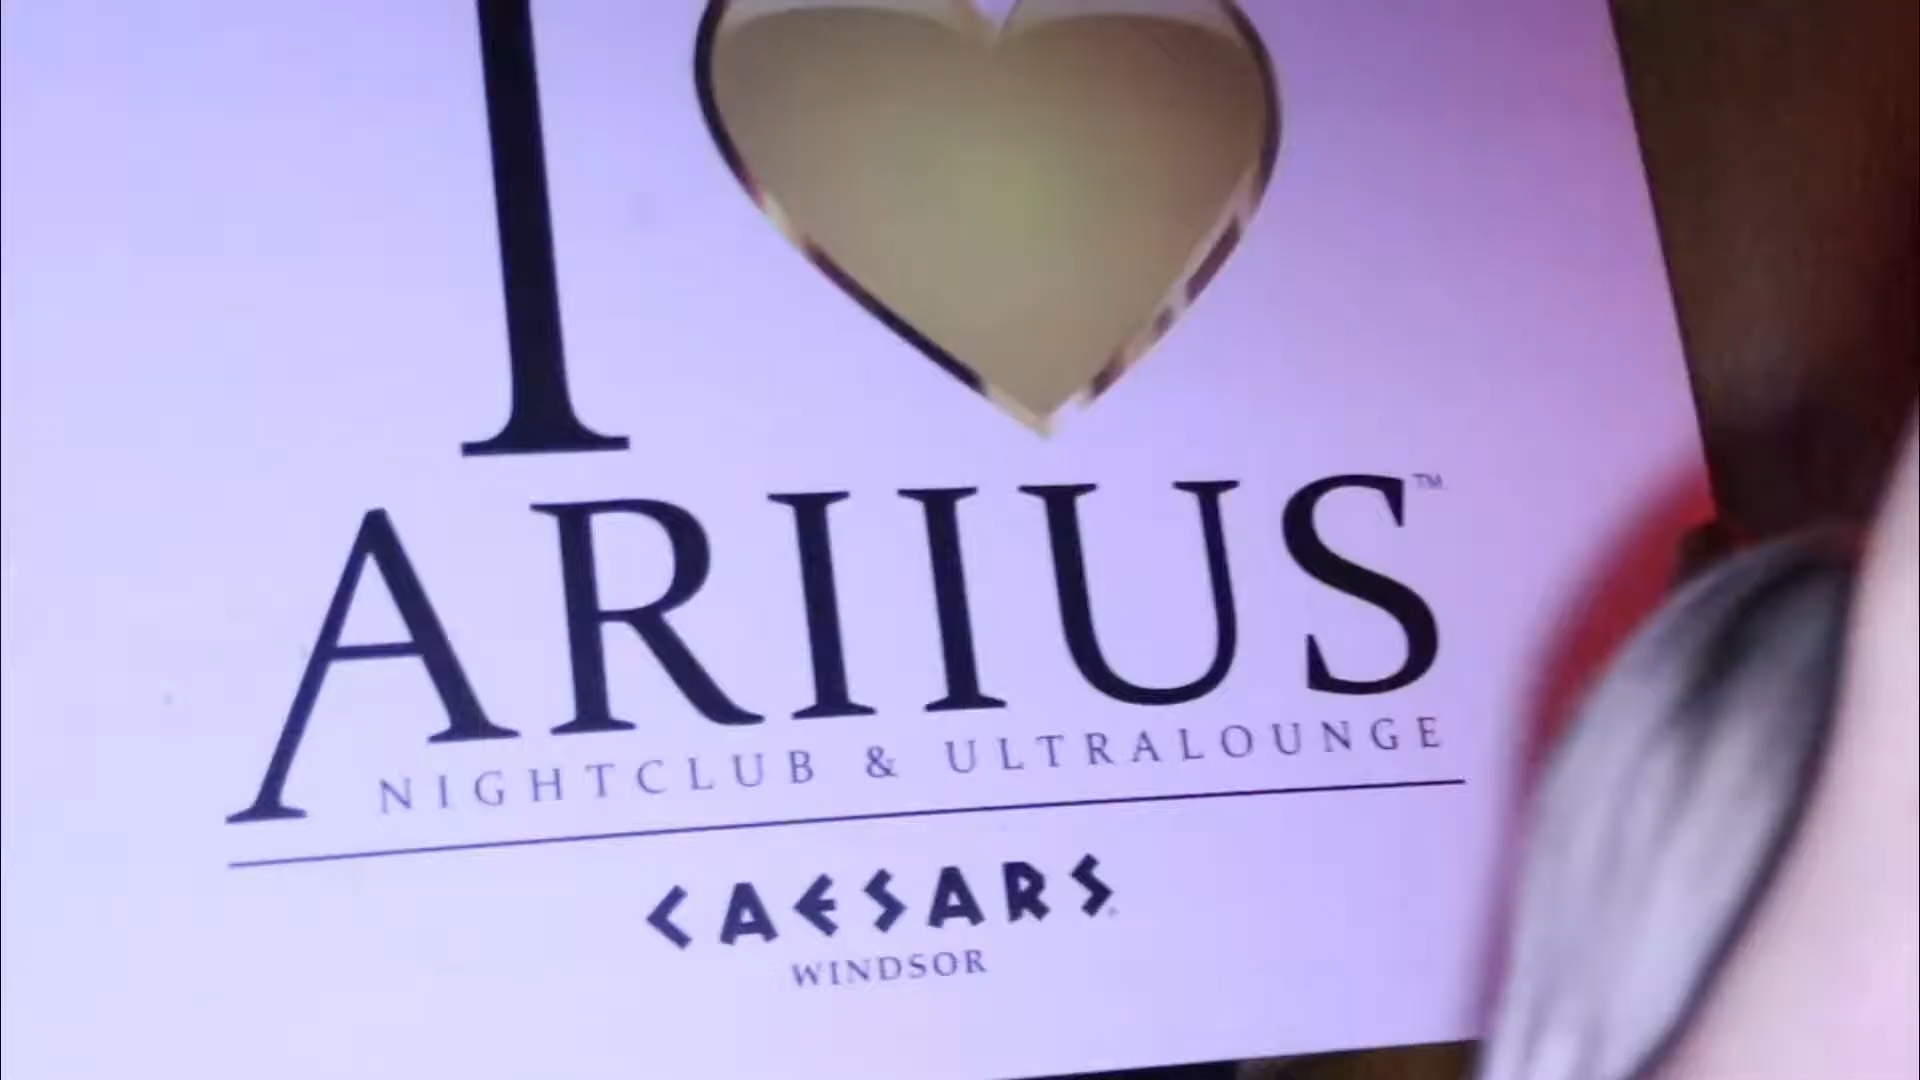 I
ARIIUS™
NIGHTCLUB & ULTRALOUNGE
CAESARS
WINDSOR